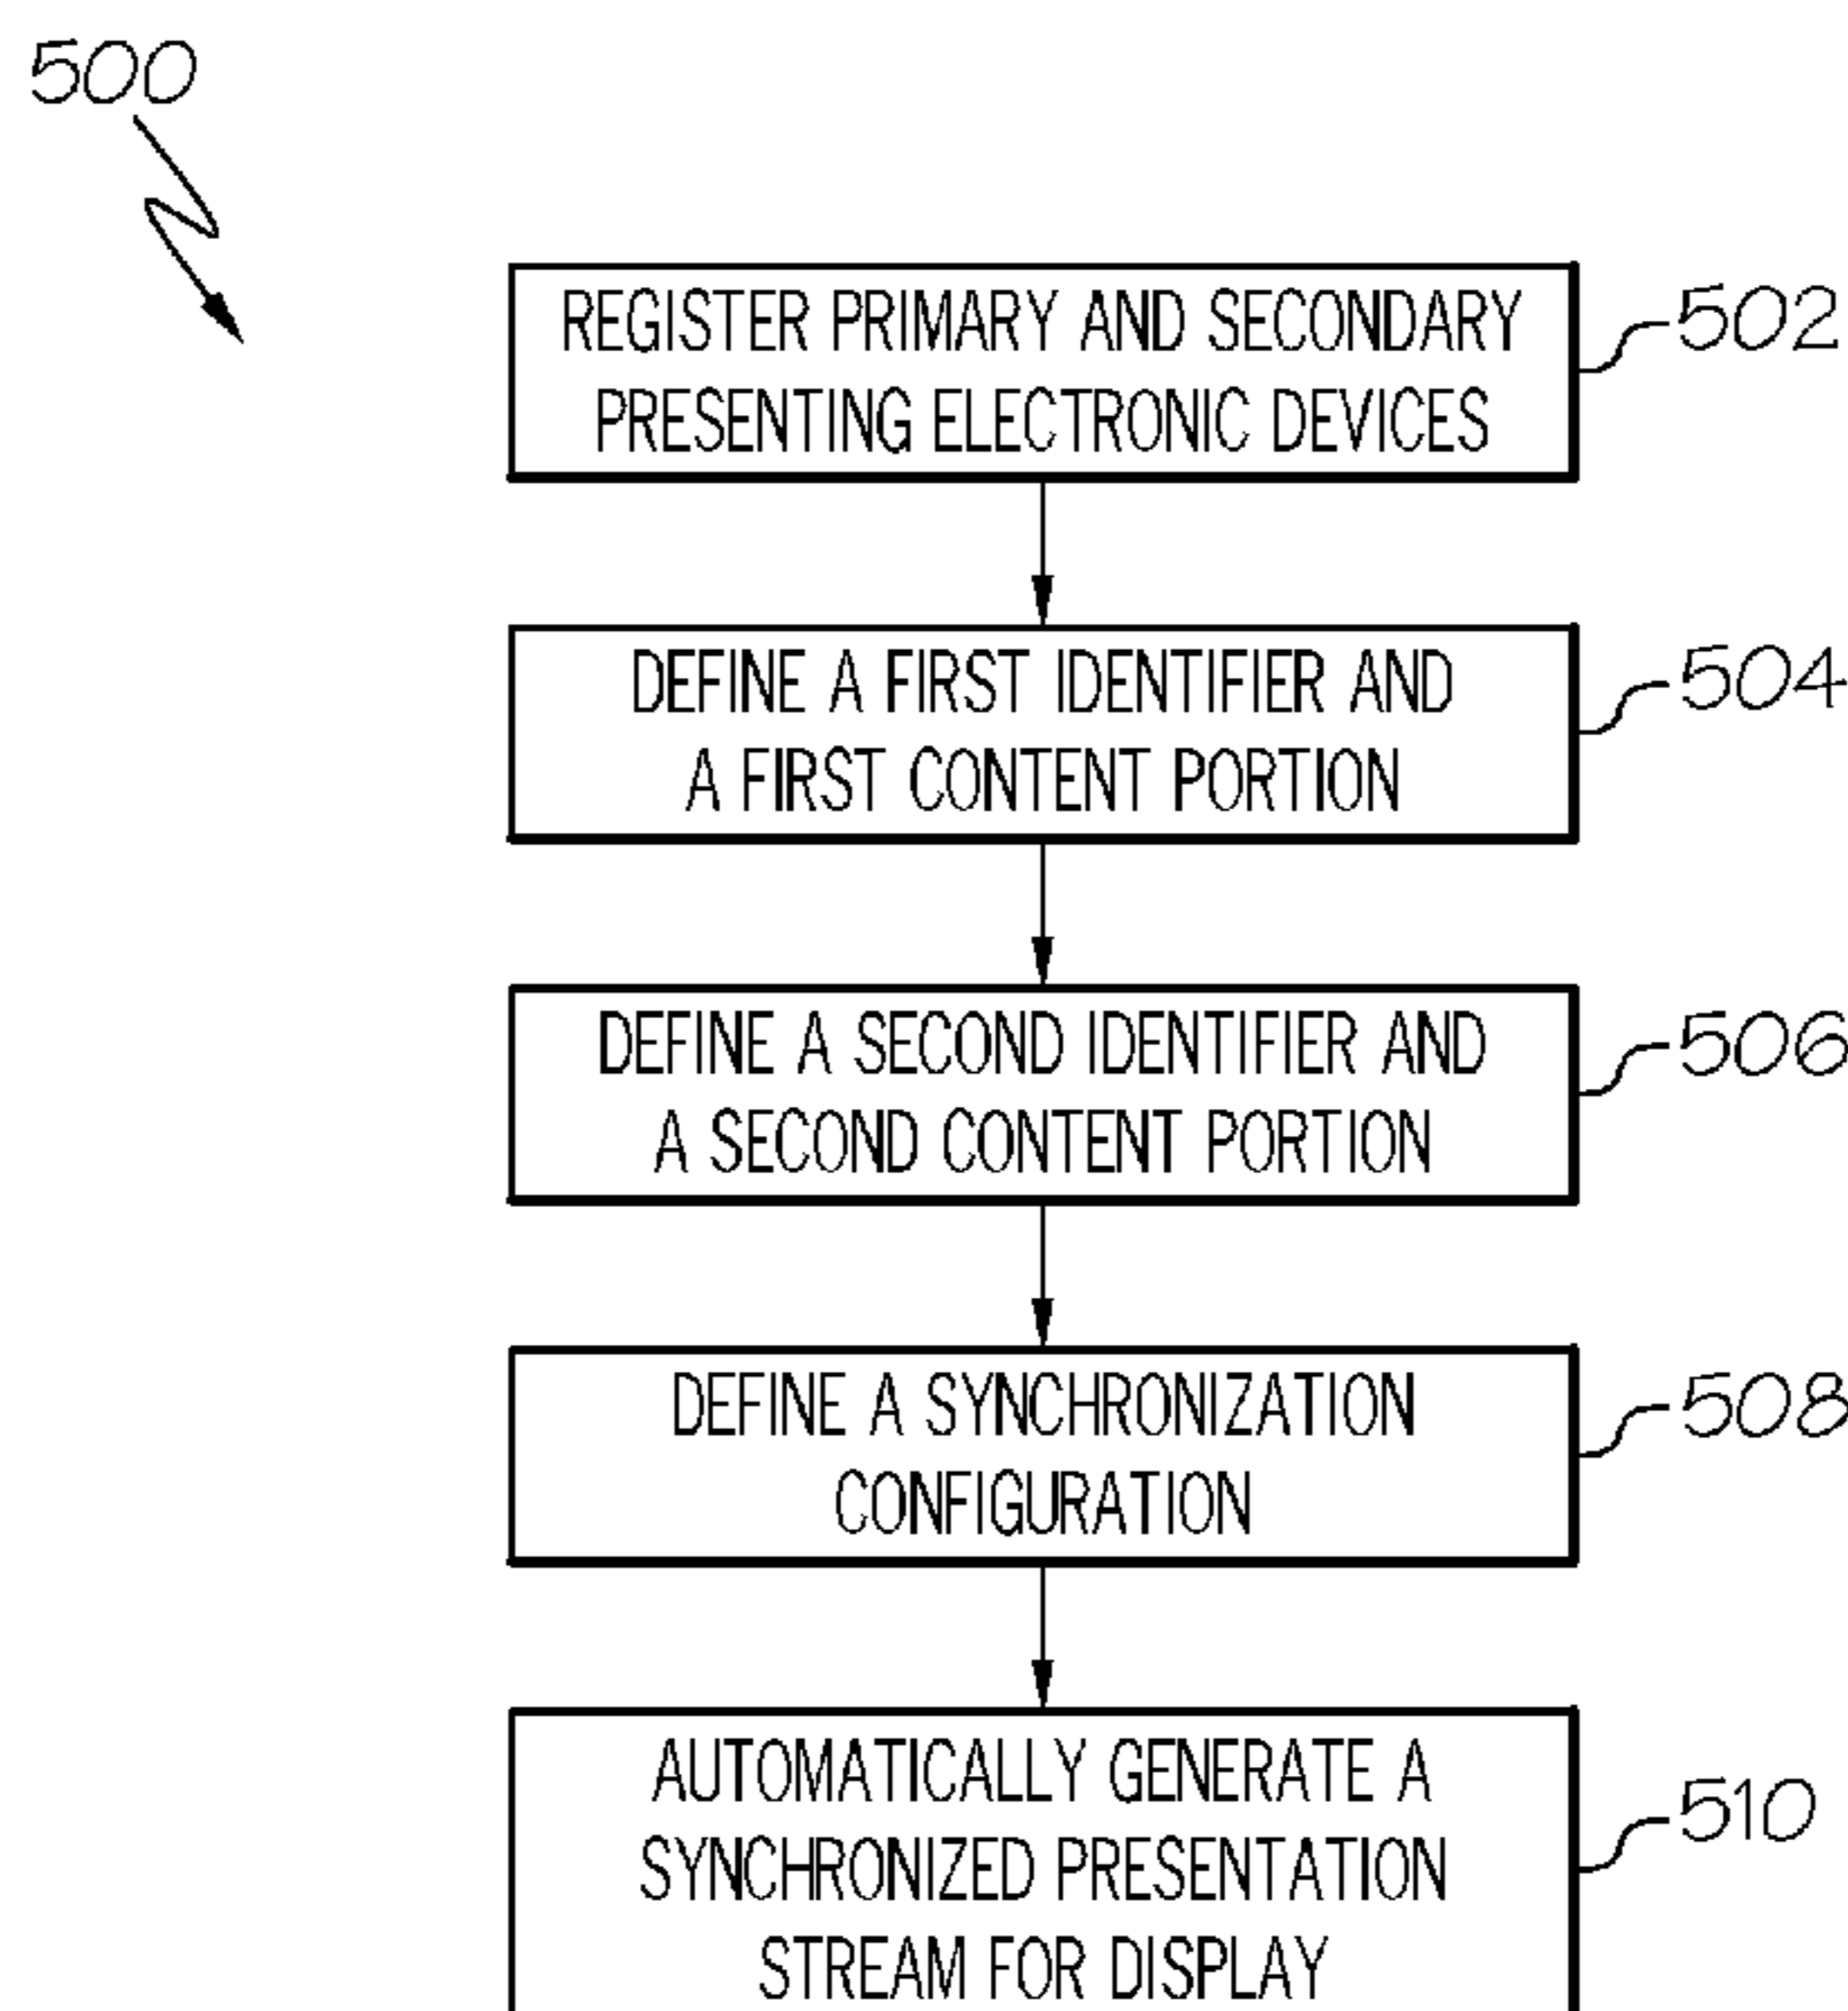 500
REGISTER PRIMARY AND SECONDARY
PRESENTING ELECTRONIC DEVICES
502
DEFINE A FIRST IDENTIFIER AND
A FIRST CONTENT PORTION
504
DEFINE A SECOND IDENTIFIER AND
A SECOND CONTENT PORTION
506
DEFINE A SYNCHRONIZATION
CONFIGURATION
508
AUTOMATICALLY GENERATE A
SYNCHRONIZED PRESENTATION
STREAM FOR DISPLAY
510